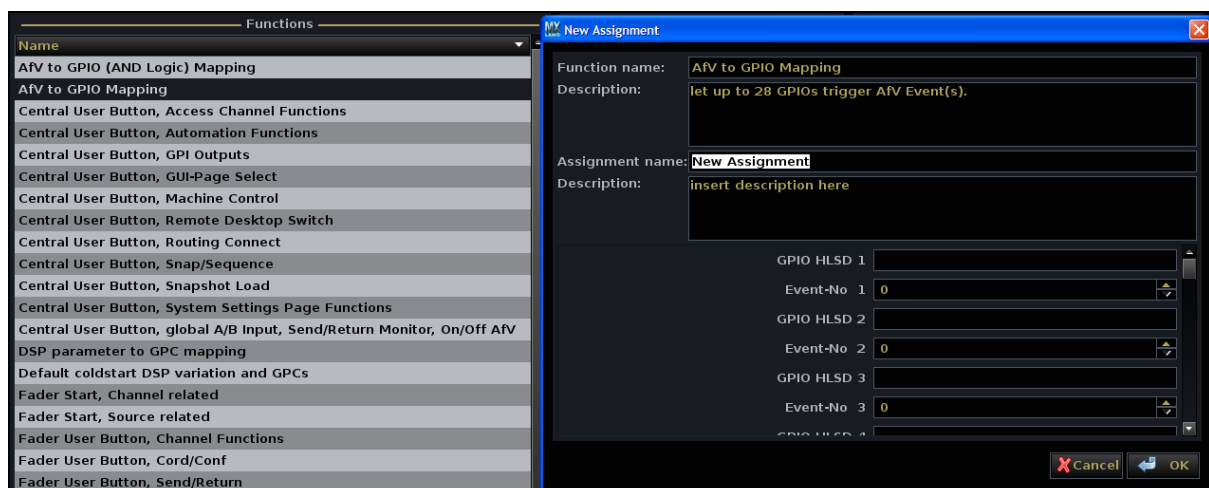 Functions
Name
AfV to GPIO (AND Logic) Mapping
AfV to GPIO Mapping
Central User Button, Access Channel Functions
Central User Button, Automation Functions
Central User Button, GPI Outputs
Central User Button, GUI-Page Select
Central User Button, Machine Control
Central User Button, Remote Desktop Switch
Central User Button, Routing Connect
Central User Button, Snap/Sequence
Central User Button, Snapshot Load
Central User Button, System Settings Page Functions
Central User Button, global A/B Input, Send/Return Monitor, On/Off AfV
DSP parameter to GPC mapping
Default coldstart DSP variation and GPCs
Fader Start, Channel related
Fader Start, Source related
Fader User Button, Channel Functions
Fader User Button, Cord/Conf
Fader User Button, Send/Return
New Assignment
Function name: AfV to GPIO Mapping
Description: let up to 28 GPIOs trigger AfV Event(s).
Assignment name: New Assignment
Description: insert description here
GPIO HLSD 1
Event-No 1 0
GPIO HLSD 2
Event-No 2 0
GPIO HLSD 3
Event-No 3 0
GPIO HLSD 4
Cancel OK